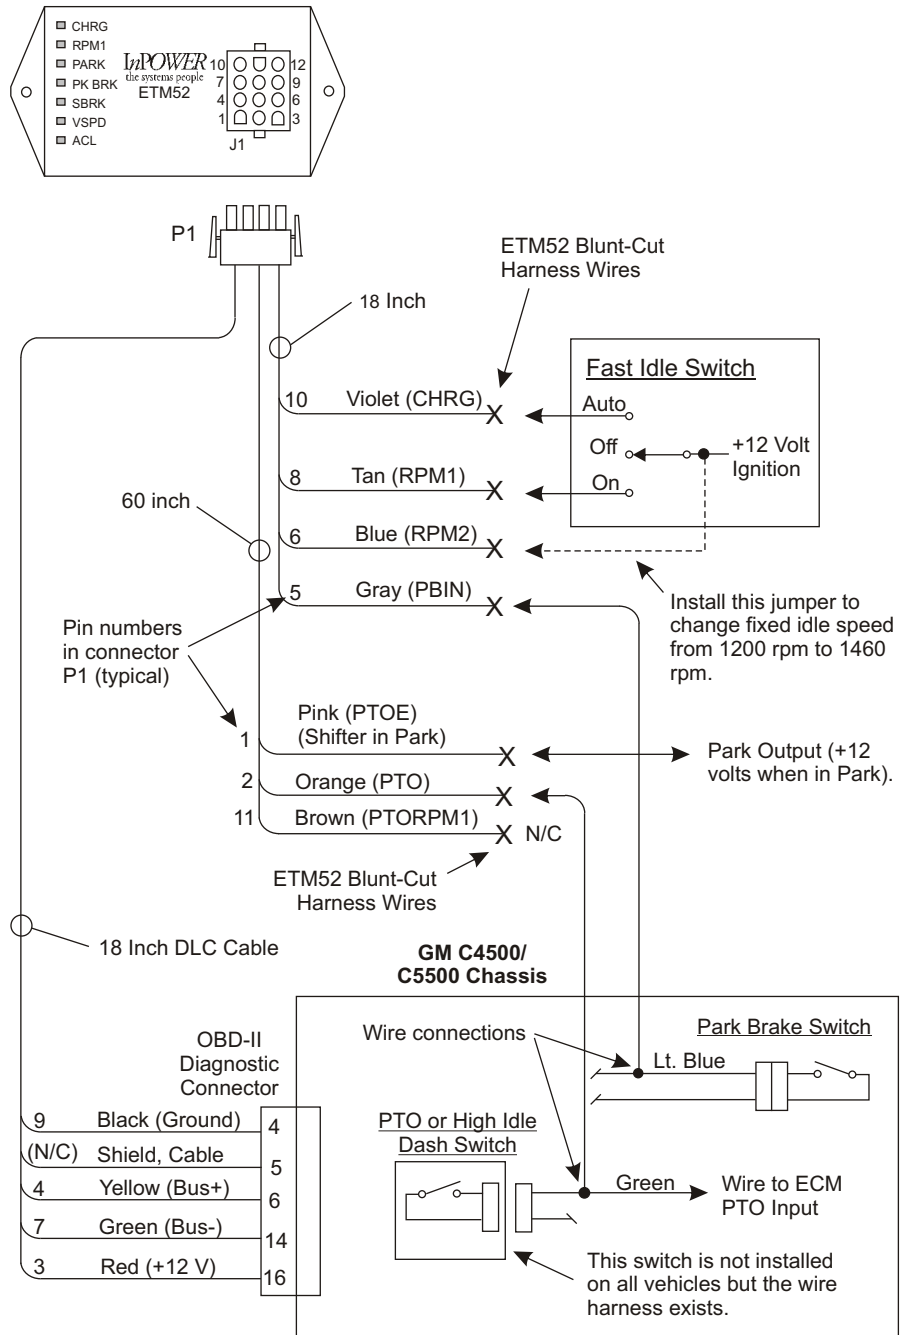 CHRG
RPM1
PARK
PK BRK
SBRK
VSPD
ACL
InPOWER
the systems people
ETM52
10
12
7
9
4
6
1
3
J1
P1
ETM52 Blunt-Cut
Harness Wires
18 Inch
Fast Idle Switch
10
Violet (CHRG)
Auto
Off
+12 Volt
Ignition
8
Tan (RPM1)
On
60 inch
6
Blue (RPM2)
5
Gray (PBIN)
Install this jumper to
change fixed idle speed
from 1200 rpm to 1460
rpm.
Pin numbers
in connector
P1 (typical)
1
Pink (PTOE)
(Shifter in Park)
Park Output (+12
volts when in Park).
2
Orange (PTO)
11
Brown (PTORPM1)
N/C
ETM52 Blunt-Cut
Harness Wires
18 Inch DLC Cable
GM C4500/
C5500 Chassis
Wire connections
Park Brake Switch
Lt. Blue
OBD-II
Diagnostic
Connector
PTO or High Idle
Dash Switch
9
Black (Ground)
4
(N/C)
Shield, Cable
5
4
Yellow (Bus+)
6
7
Green (Bus-)
14
3
Red (+12 V)
16
Green
Wire to ECM
PTO Input
This switch is not installed
on all vehicles but the wire
harness exists.